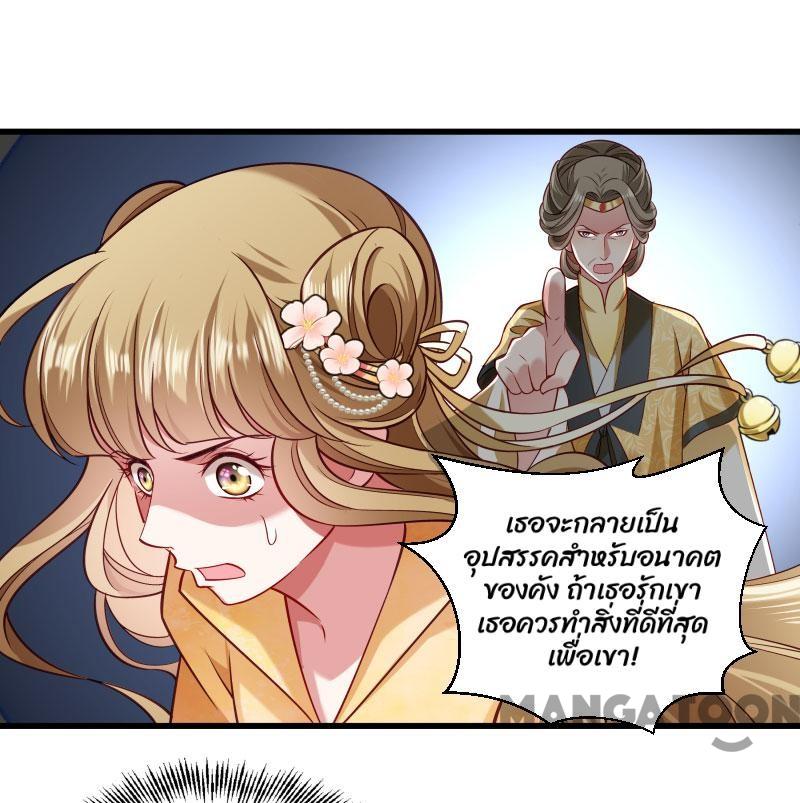 เธอจะกลายเป็น
อุปสรรคสำหรับอนาคต
ของคัง ถ้าเธอรักเขา
เธอควรทำสิ่งที่ดีที่สุด
เพื่อเขา!
MANGATOON